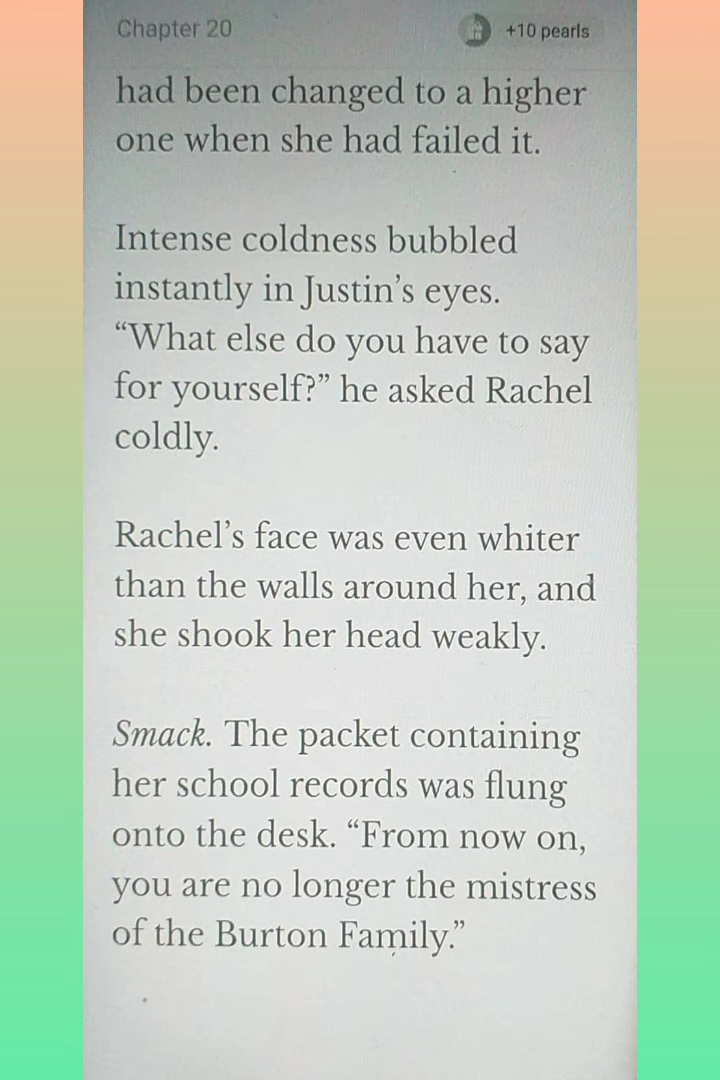 Chapter 20
+10 pearls
had been changed to a higher
one when she had failed it.
Intense coldness bubbled
instantly in Justin’s eyes.
“What else do you have to say
for yourself?” he asked Rachel
coldly.
Rachel’s face was even whiter
than the walls around her, and
she shook her head weakly.
Smack. The packet containing
her school records was flung
onto the desk. “From now on,
you are no longer the mistress
of the Burton Family.”